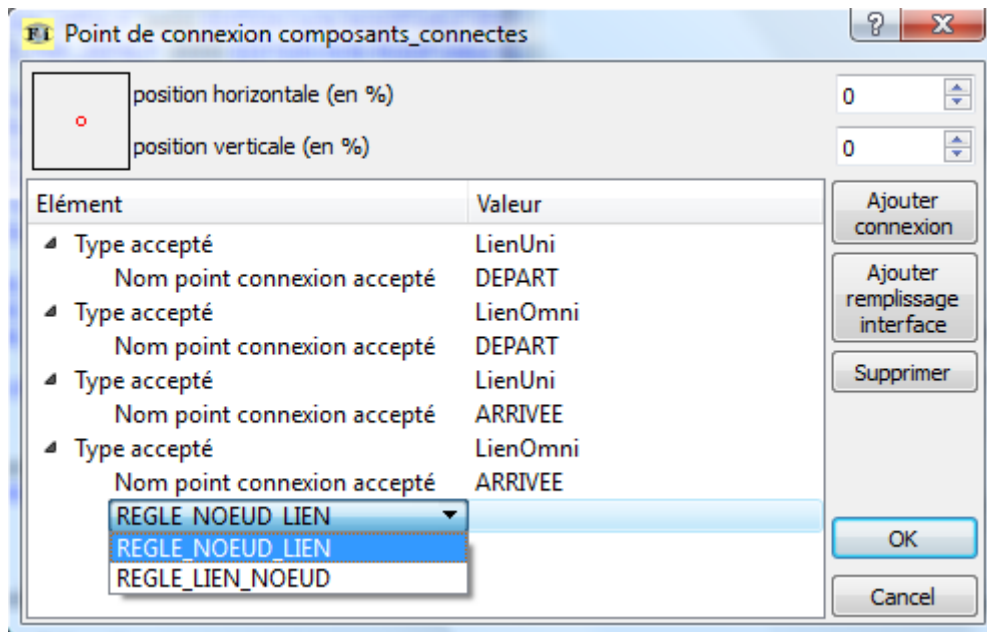 Fi Point de connexion composants_connectes ?
position horizontale (en %) 0
position verticale (en %) 0
Elément Valeur
Type accepté LienUni
Nom point connexion accepté DEPART
Type accepté LienOmni
Nom point connexion accepté DEPART
Type accepté LienUni
Nom point connexion accepté ARRIVEE
Type accepté LienOmni
Nom point connexion accepté ARRIVEE
REGLE_NOEUD_LIEN
REGLE_NOEUD_LIEN
REGLE_LIEN_NOEUD
Ajouter
connexion
Ajouter
remplissage
interface
Supprimer
OK
Cancel